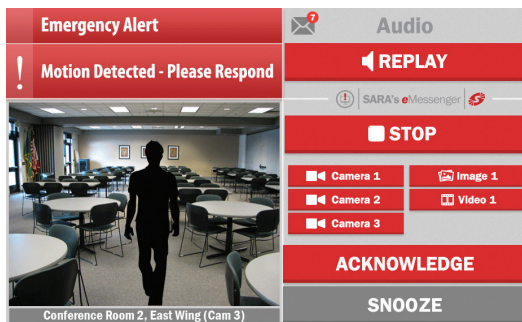 Emergency Alert
! Motion Detected - Please Respond
Conference Room 2, East Wing (Cam 3)
7
Audio
REPLAY
SARA's eMessenger
STOP
Camera 1
Image 1
Camera 2
Video 1
Camera 3
ACKNOWLEDGE
SNOOZE